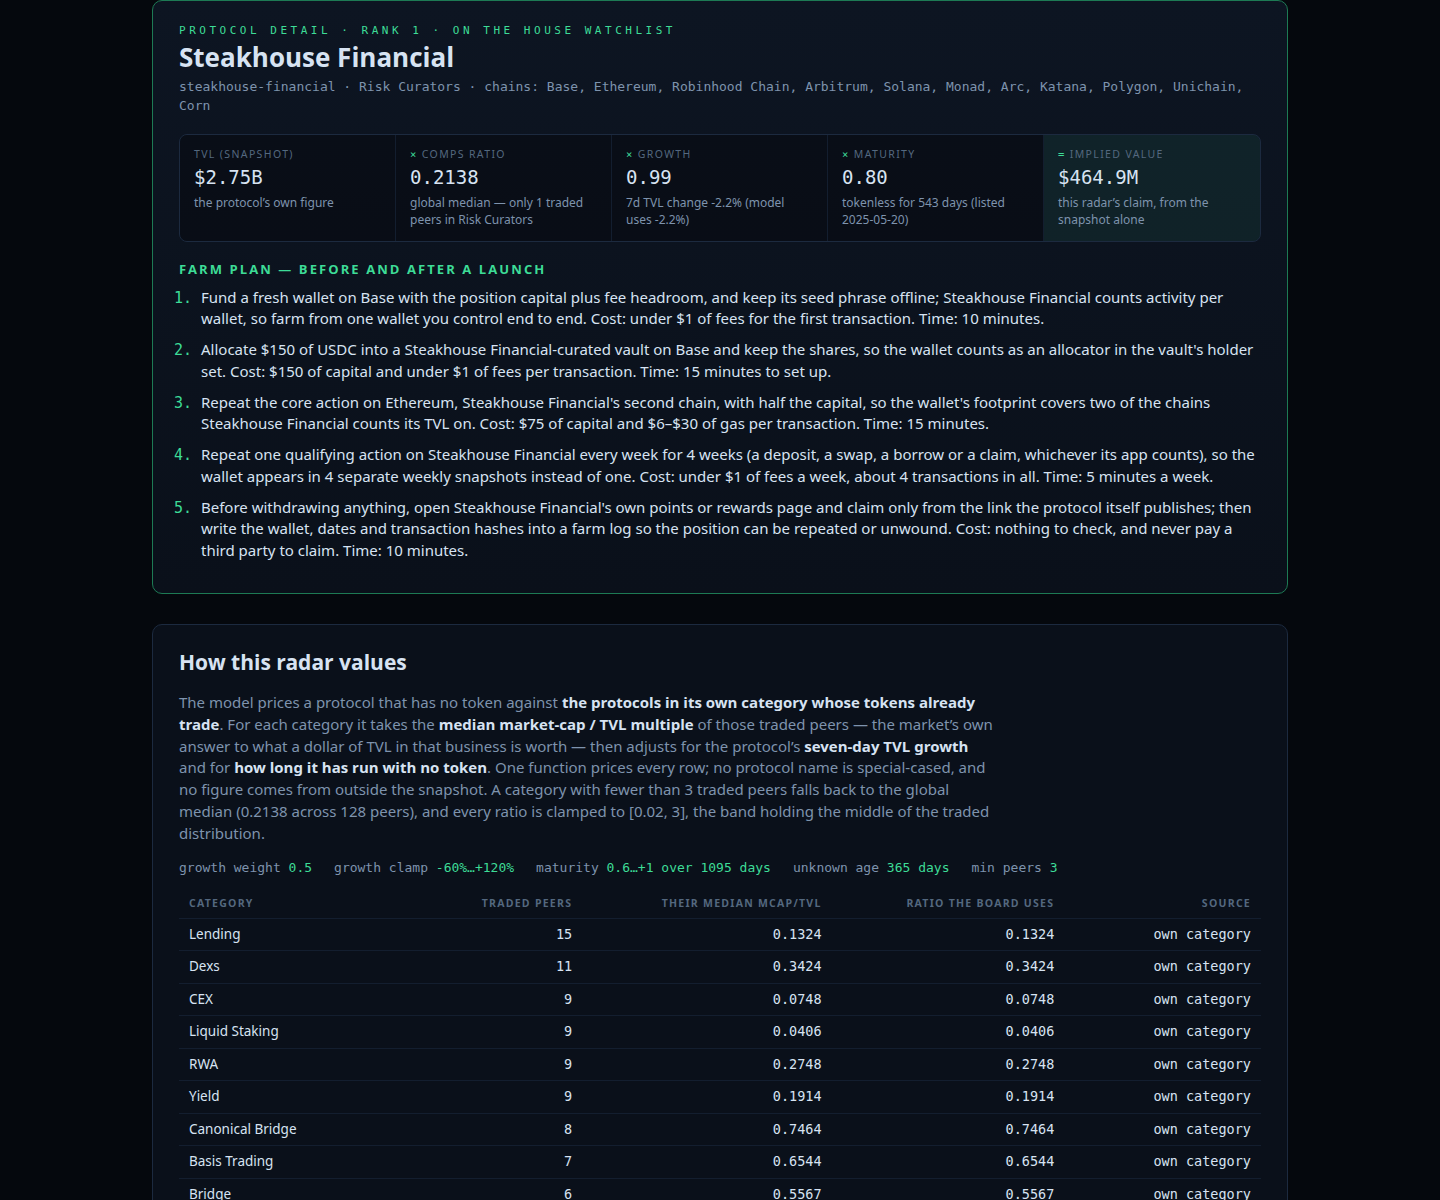 PROTOCOL DETAIL · RANK 1 · ON THE HOUSE WATCHLIST
Steakhouse Financial
steakhouse-financial · Risk Curators · chains: Base, Ethereum, Robinhood Chain, Arbitrum, Solana, Monad, Arc, Katana, Polygon, Unichain,
Corn
TVL (SNAPSHOT)
$2.75B
the protocol's own figure
× COMPS RATIO
0.2138
global median — only 1 traded
peers in Risk Curators
× GROWTH
0.99
7d TVL change -2.2% (model
uses -2.2%)
× MATURITY
0.80
tokenless for 543 days (listed
2025-05-20)
= IMPLIED VALUE
$464.9M
this radar's claim, from the
snapshot alone
FARM PLAN — BEFORE AND AFTER A LAUNCH
1. Fund a fresh wallet on Base with the position capital plus fee headroom, and keep its seed phrase offline; Steakhouse Financial counts activity per
wallet, so farm from one wallet you control end to end. Cost: under $1 of fees for the first transaction. Time: 10 minutes.
2. Allocate $150 of USDC into a Steakhouse Financial-curated vault on Base and keep the shares, so the wallet counts as an allocator in the vault's holder
set. Cost: $150 of capital and under $1 of fees per transaction. Time: 15 minutes to set up.
3. Repeat the core action on Ethereum, Steakhouse Financial's second chain, with half the capital, so the wallet's footprint covers two of the chains
Steakhouse Financial counts its TVL on. Cost: $75 of capital and $6–$30 of gas per transaction. Time: 15 minutes.
4. Repeat one qualifying action on Steakhouse Financial every week for 4 weeks (a deposit, a swap, a borrow or a claim, whichever its app counts), so the
wallet appears in 4 separate weekly snapshots instead of one. Cost: under $1 of fees a week, about 4 transactions in all. Time: 5 minutes a week.
5. Before withdrawing anything, open Steakhouse Financial's own points or rewards page and claim only from the link the protocol itself publishes; then
write the wallet, dates and transaction hashes into a farm log so the position can be repeated or unwound. Cost: nothing to check, and never pay a
third party to claim. Time: 10 minutes.
How this radar values
The model prices a protocol that has no token against the protocols in its own category whose tokens already
trade. For each category it takes the median market-cap / TVL multiple of those traded peers — the market's own
answer to what a dollar of TVL in that business is worth — then adjusts for the protocol's seven-day TVL growth
and for how long it has run with no token. One function prices every row; no protocol name is special-cased, and
no figure comes from outside the snapshot. A category with fewer than 3 traded peers falls back to the global
median (0.2138 across 128 peers), and every ratio is clamped to [0.02, 3], the band holding the middle of the traded
distribution.
growth weight 0.5 growth clamp -60%…+120% maturity 0.6…+1 over 1095 days unknown age 365 days min peers 3
CATEGORY TRADED PEERS THEIR MEDIAN MCAP/TVL RATIO THE BOARD USES SOURCE
Lending 15 0.1324 0.1324 own category
Dexs 11 0.3424 0.3424 own category
CEX 9 0.0748 0.0748 own category
Liquid Staking 9 0.0406 0.0406 own category
RWA 9 0.2748 0.2748 own category
Yield 9 0.1914 0.1914 own category
Canonical Bridge 8 0.7464 0.7464 own category
Basis Trading 7 0.6544 0.6544 own category
Bridge 6 0.5567 0.5567 own category